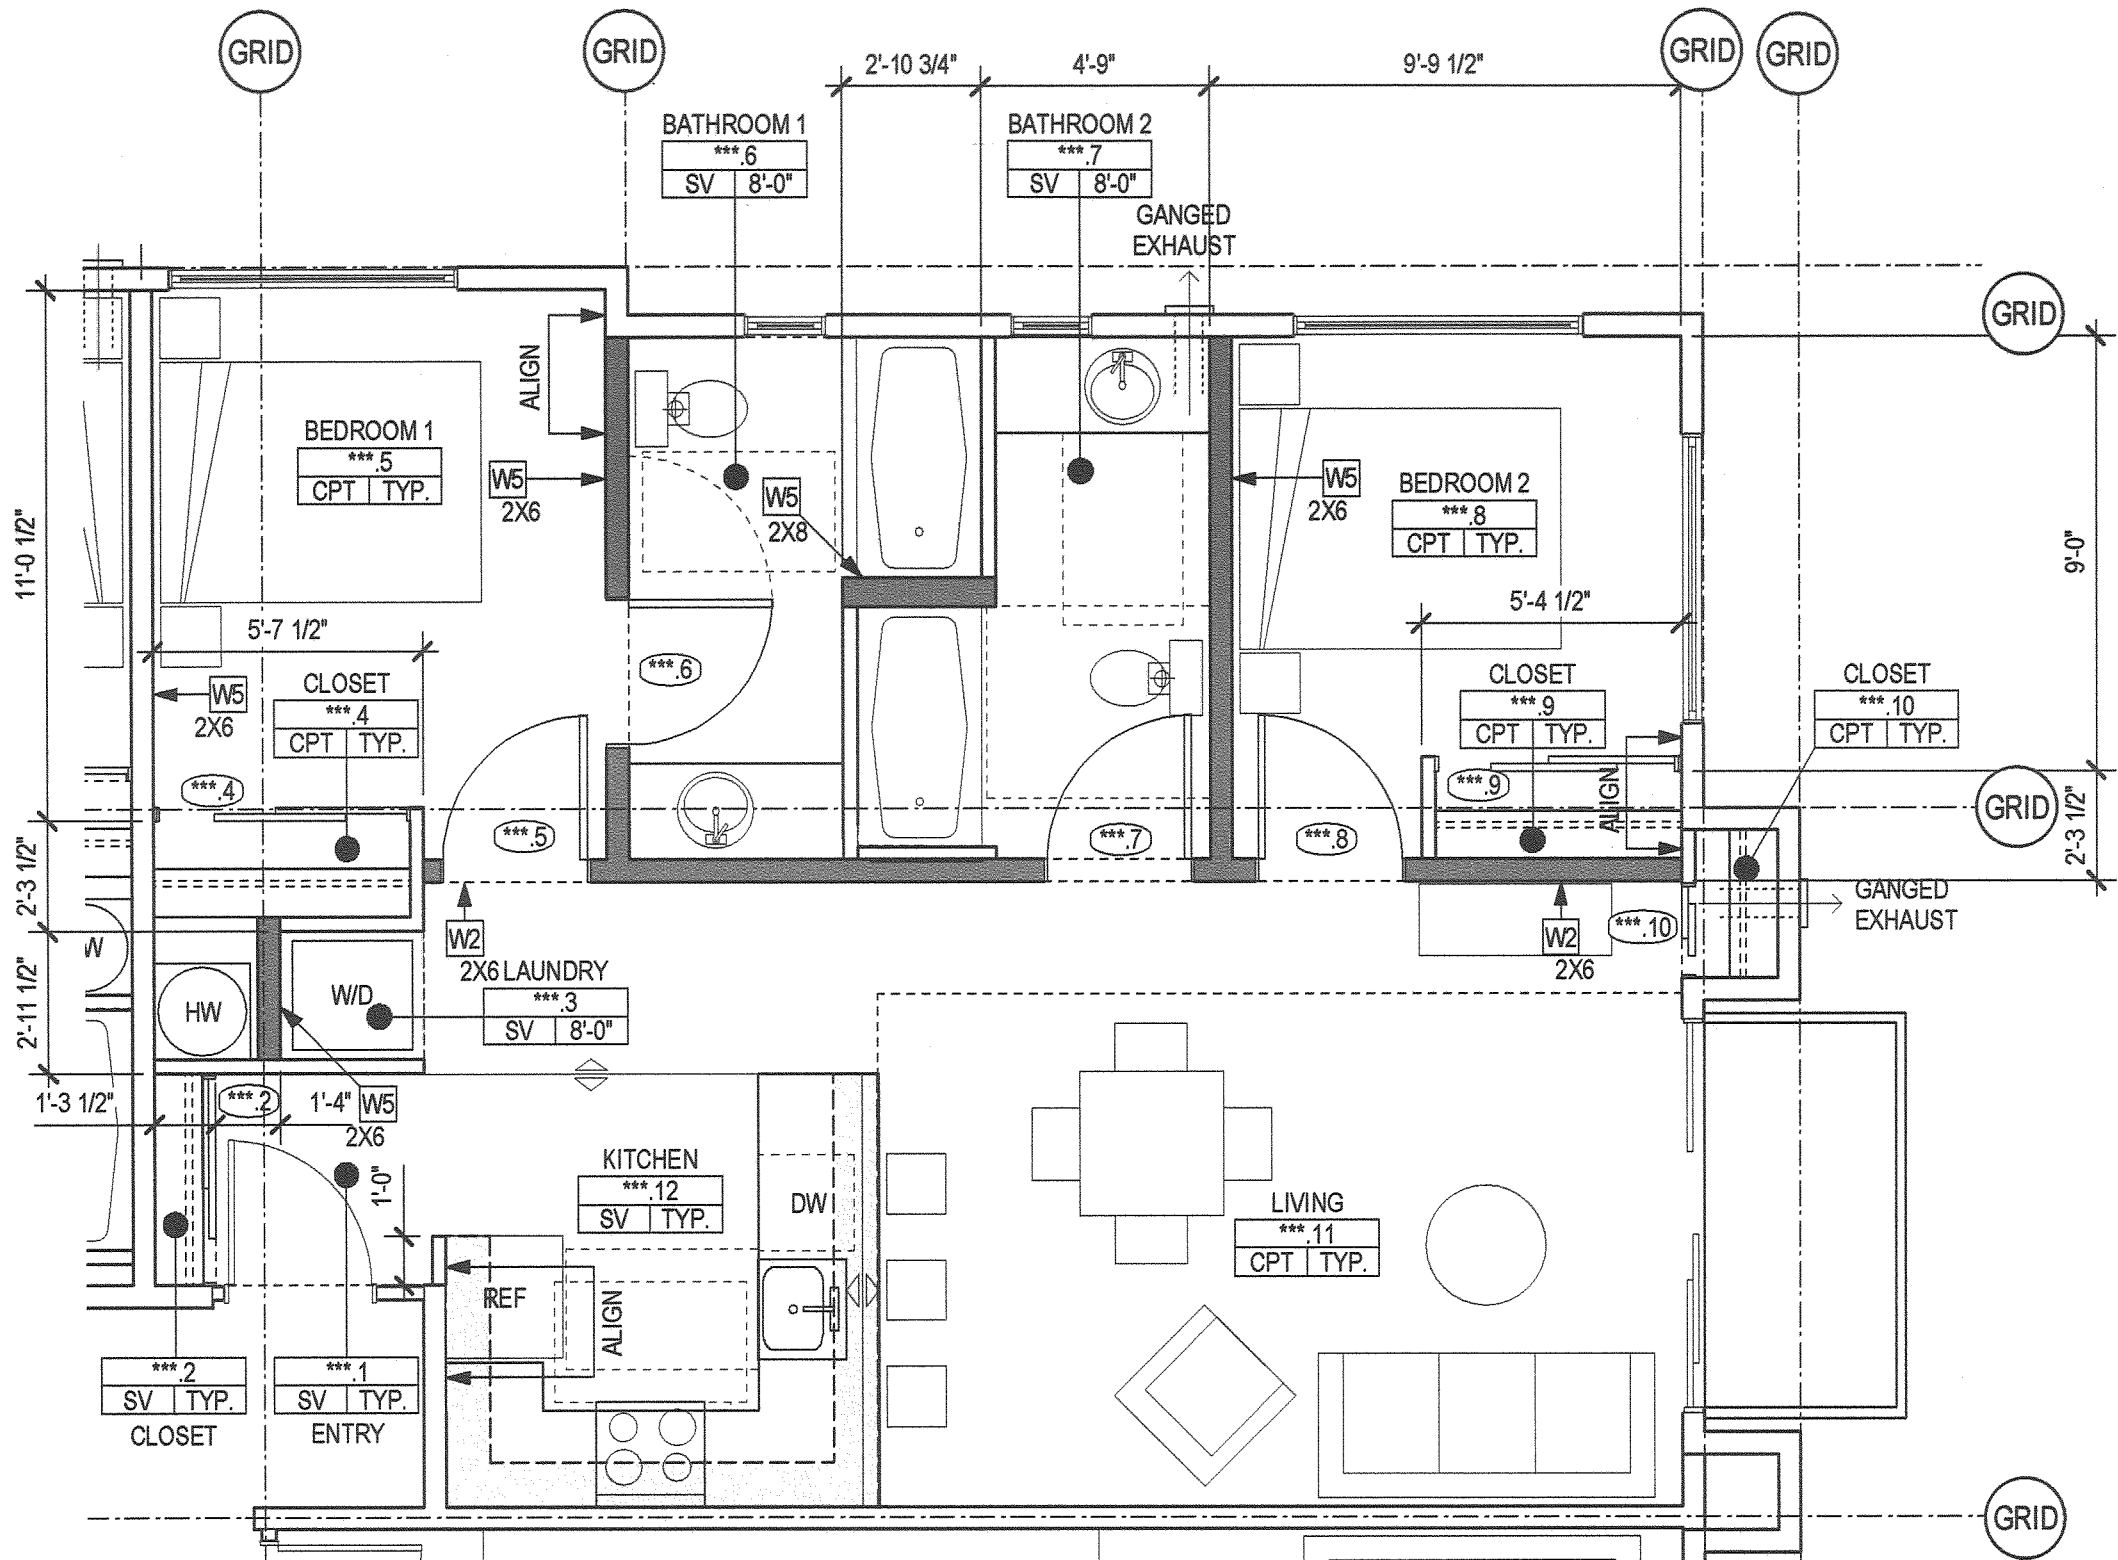 GRID
GRID
GRID
GRID
2'-10 3/4"
4'-9"
9'-9 1/2"
BATHROOM 1
***.6
SV 8'-0"
BATHROOM 2
***.7
SV 8'-0"
GANGED
EXHAUST
GRID
ALIGN
BEDROOM 1
***.5
CPT TYP.
W5
2X6
W5
2X8
W5
2X6
BEDROOM 2
***.8
CPT TYP.
11'-0 1/2"
9'-0"
5'-7 1/2"
5'-4 1/2"
***.6
W5
2X6
CLOSET
***.4
CPT TYP.
CLOSET
***.9
CPT TYP.
CLOSET
***.10
CPT TYP.
***.4
***.9
ALIGN
GRID
***.5
***.7
***.8
2'-3 1/2"
2'-3 1/2"
W
W2
2X6
***.10
W2
2X6
GANGED
EXHAUST
LAUNDRY
***.3
SV 8'-0"
HW
W/D
2'-11 1/2"
1'-3 1/2"
***.2
1'-4"
W5
2X6
1'-0"
KITCHEN
***.12
SV TYP.
DW
LIVING
***.11
CPT TYP.
REF
ALIGN
***.2
SV TYP.
CLOSET
***.1
SV TYP.
ENTRY
GRID